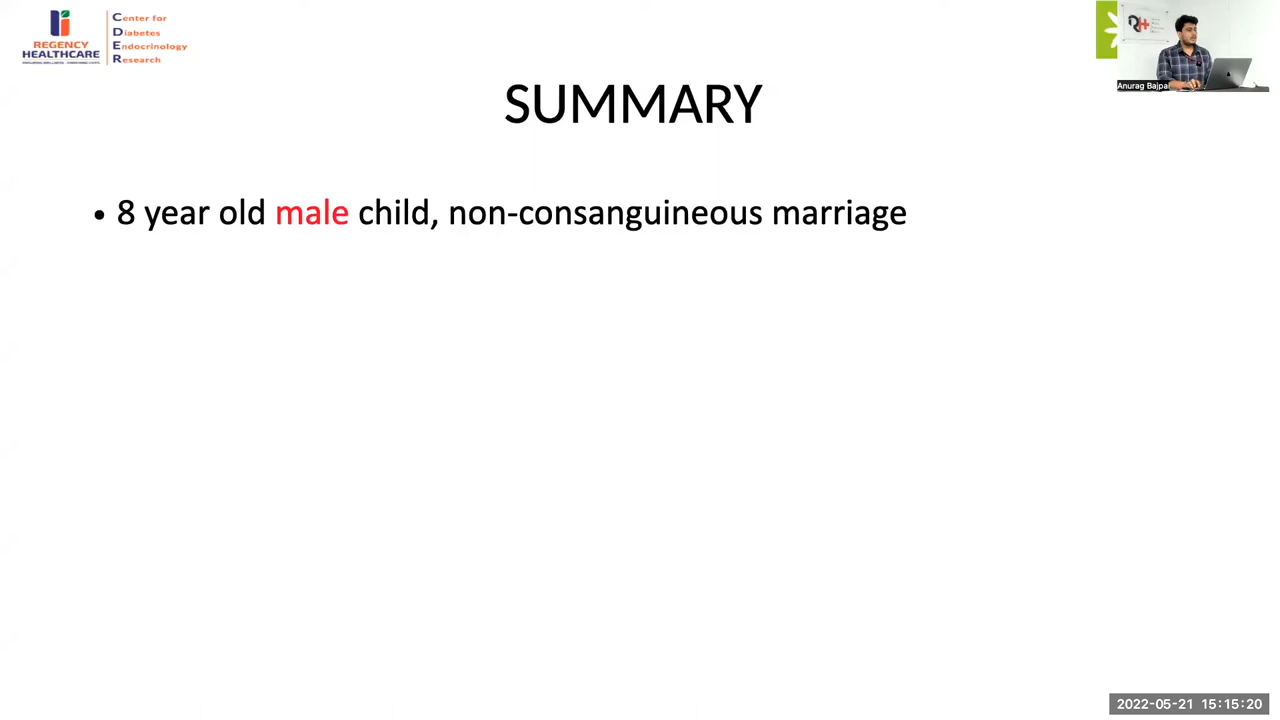 REGENCY
HEALTHCARE
Center for
Diabetes
Endocrinology
Research
Anurag Bajpai
SUMMARY
• 8 year old male child, non-consanguineous marriage
2022-05-21 15:15:20